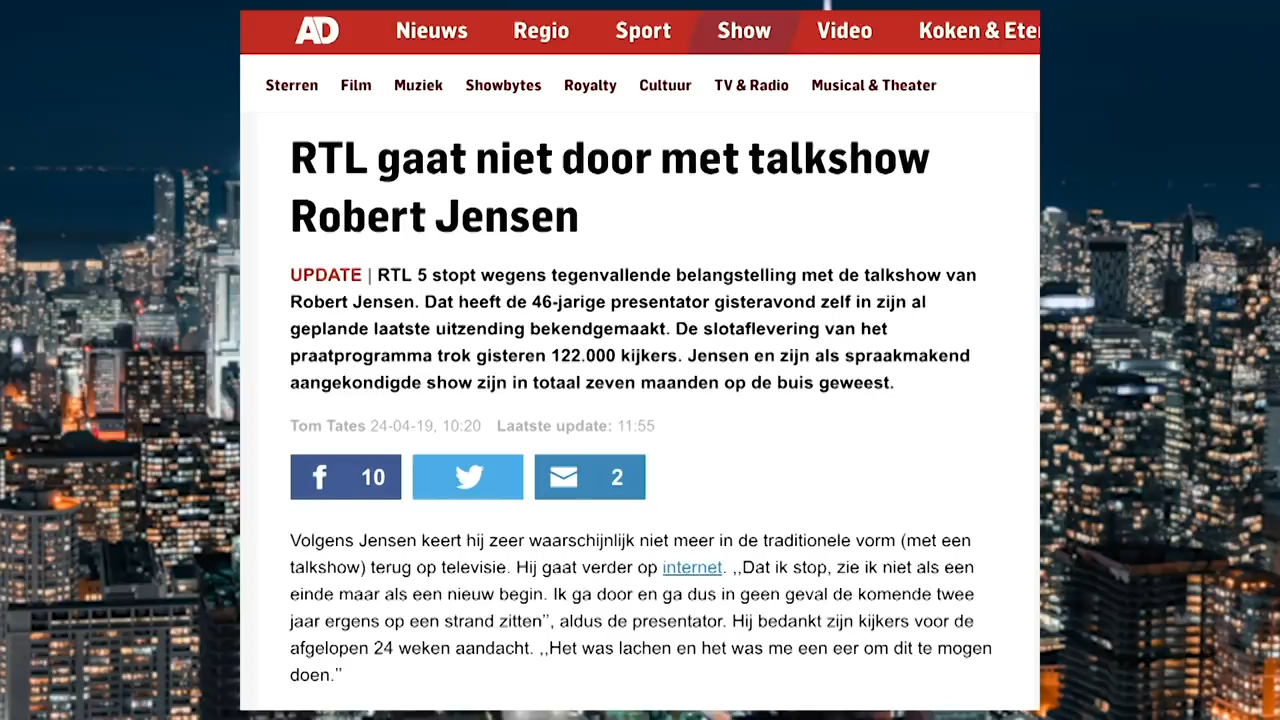 AD Nieuws Regio Sport Show Video Koken & Ete
Sterren Film Muziek Showbytes Royalty Cultuur TV & Radio Musical & Theater
RTL gaat niet door met talkshow
Robert Jensen
UPDATE | RTL 5 stopt wegens tegenvallende belangstelling met de talkshow van
Robert Jensen. Dat heeft de 46-jarige presentator gisteravond zelf in zijn al
geplande laatste uitzending bekendgemaakt. De slotaflevering van het
praatprogramma trok gisteren 122.000 kijkers. Jensen en zijn als spraakmakend
aangekondigde show zijn in totaal zeven maanden op de buis geweest.
Tom Tates 24-04-19, 10:20 Laatste update: 11:55
f 10 2
Volgens Jensen keert hij zeer waarschijnlijk niet meer in de traditionele vorm (met een
talkshow) terug op televisie. Hij gaat verder op internet. ,,Dat ik stop, zie ik niet als een
einde maar als een nieuw begin. Ik ga door en ga dus in geen geval de komende twee
jaar ergens op een strand zitten'', aldus de presentator. Hij bedankt zijn kijkers voor de
afgelopen 24 weken aandacht. ,,Het was lachen en het was me een eer om dit te mogen
doen.''